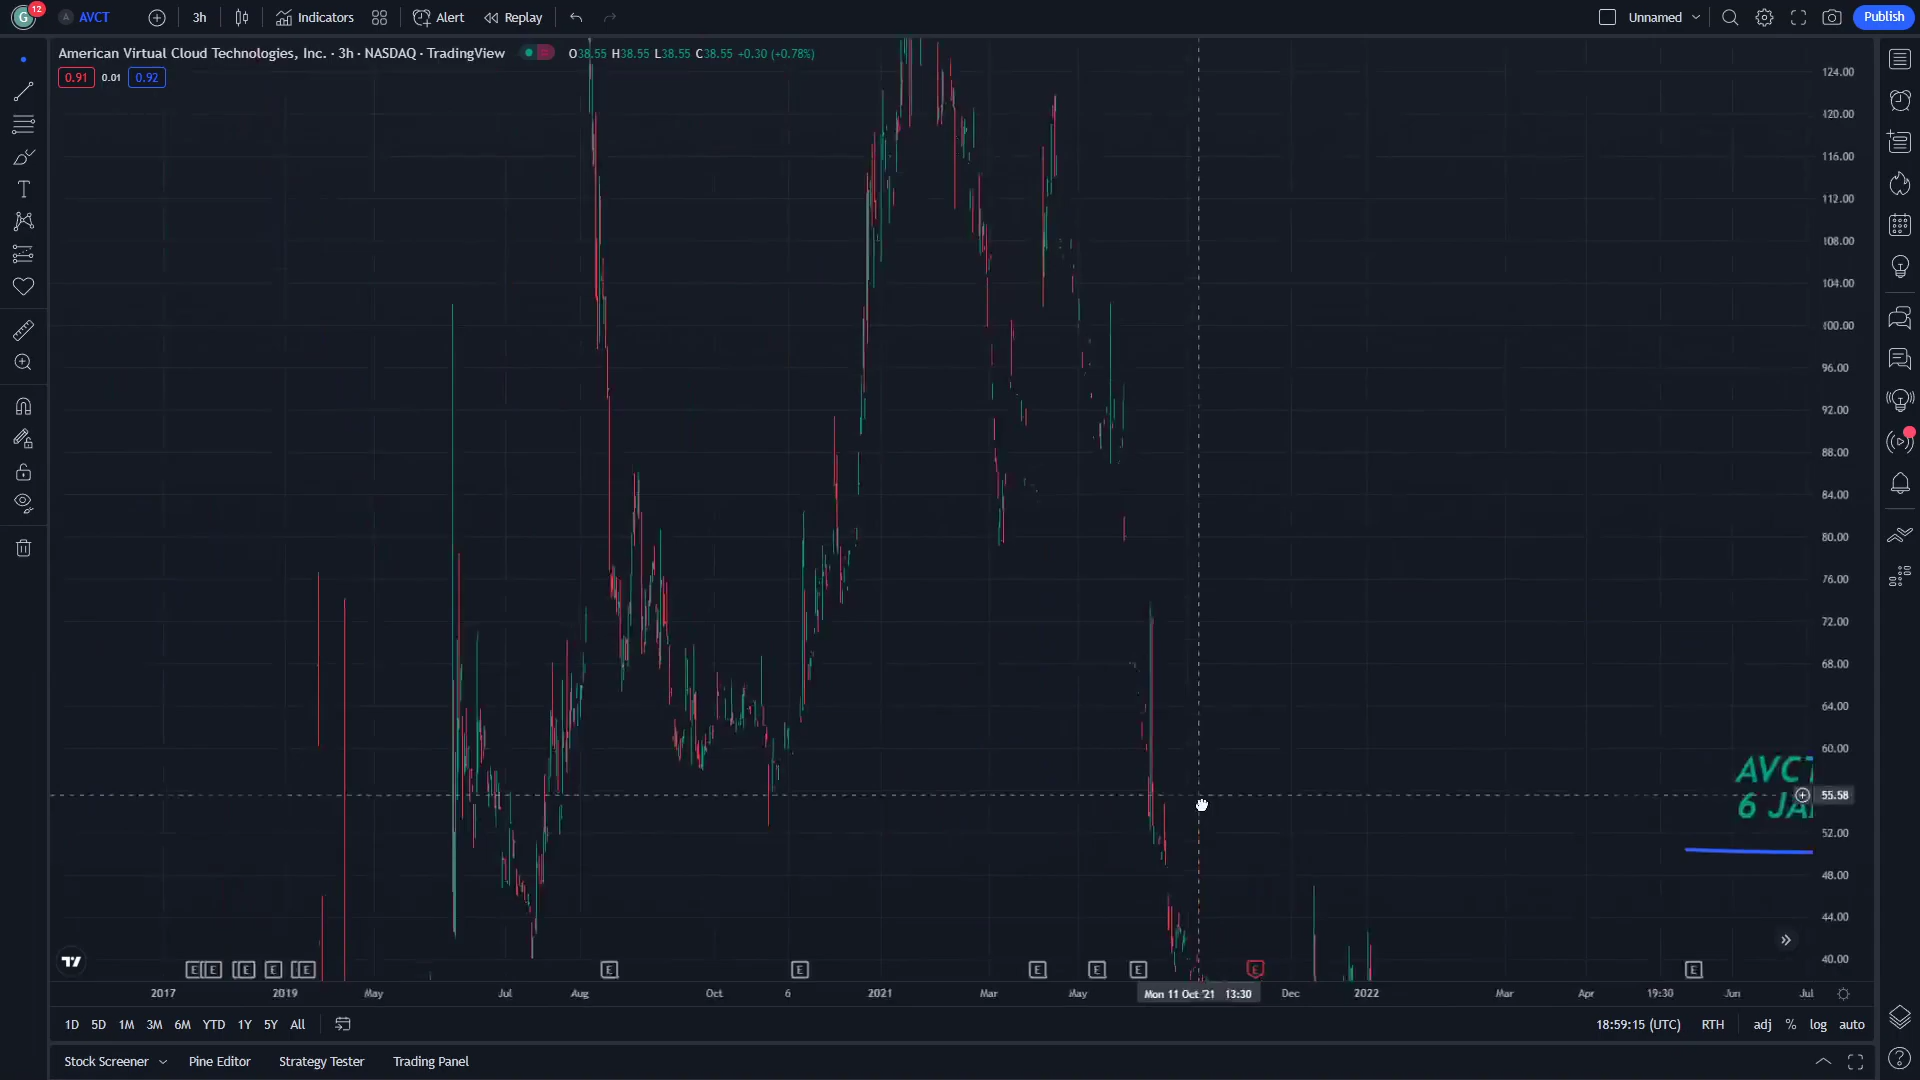 G 12 AVCT 3h Indicators Alert Replay Unnamed Publish
American Virtual Cloud Technologies, Inc. · 3h · NASDAQ · TradingView O38.55 H38.55 L38.55 C38.55 +0.30 (+0.78%)
0.91 0.01 0.92
124.00
120.00
116.00
112.00
108.00
104.00
100.00
96.00
92.00
88.00
84.00
80.00
76.00
72.00
68.00
64.00
60.00
AVCT
55.58
6 JA
52.00
48.00
44.00
40.00
E E E E E E E E E E E E
2017 2019 May Jul Aug Oct 6 2021 Mar May Mon 11 Oct '21 13:30 Dec 2022 Mar Apr 19:30 Jun Jul
1D 5D 1M 3M 6M YTD 1Y 5Y All 18:59:15 (UTC) RTH adj % log auto
Stock Screener Pine Editor Strategy Tester Trading Panel